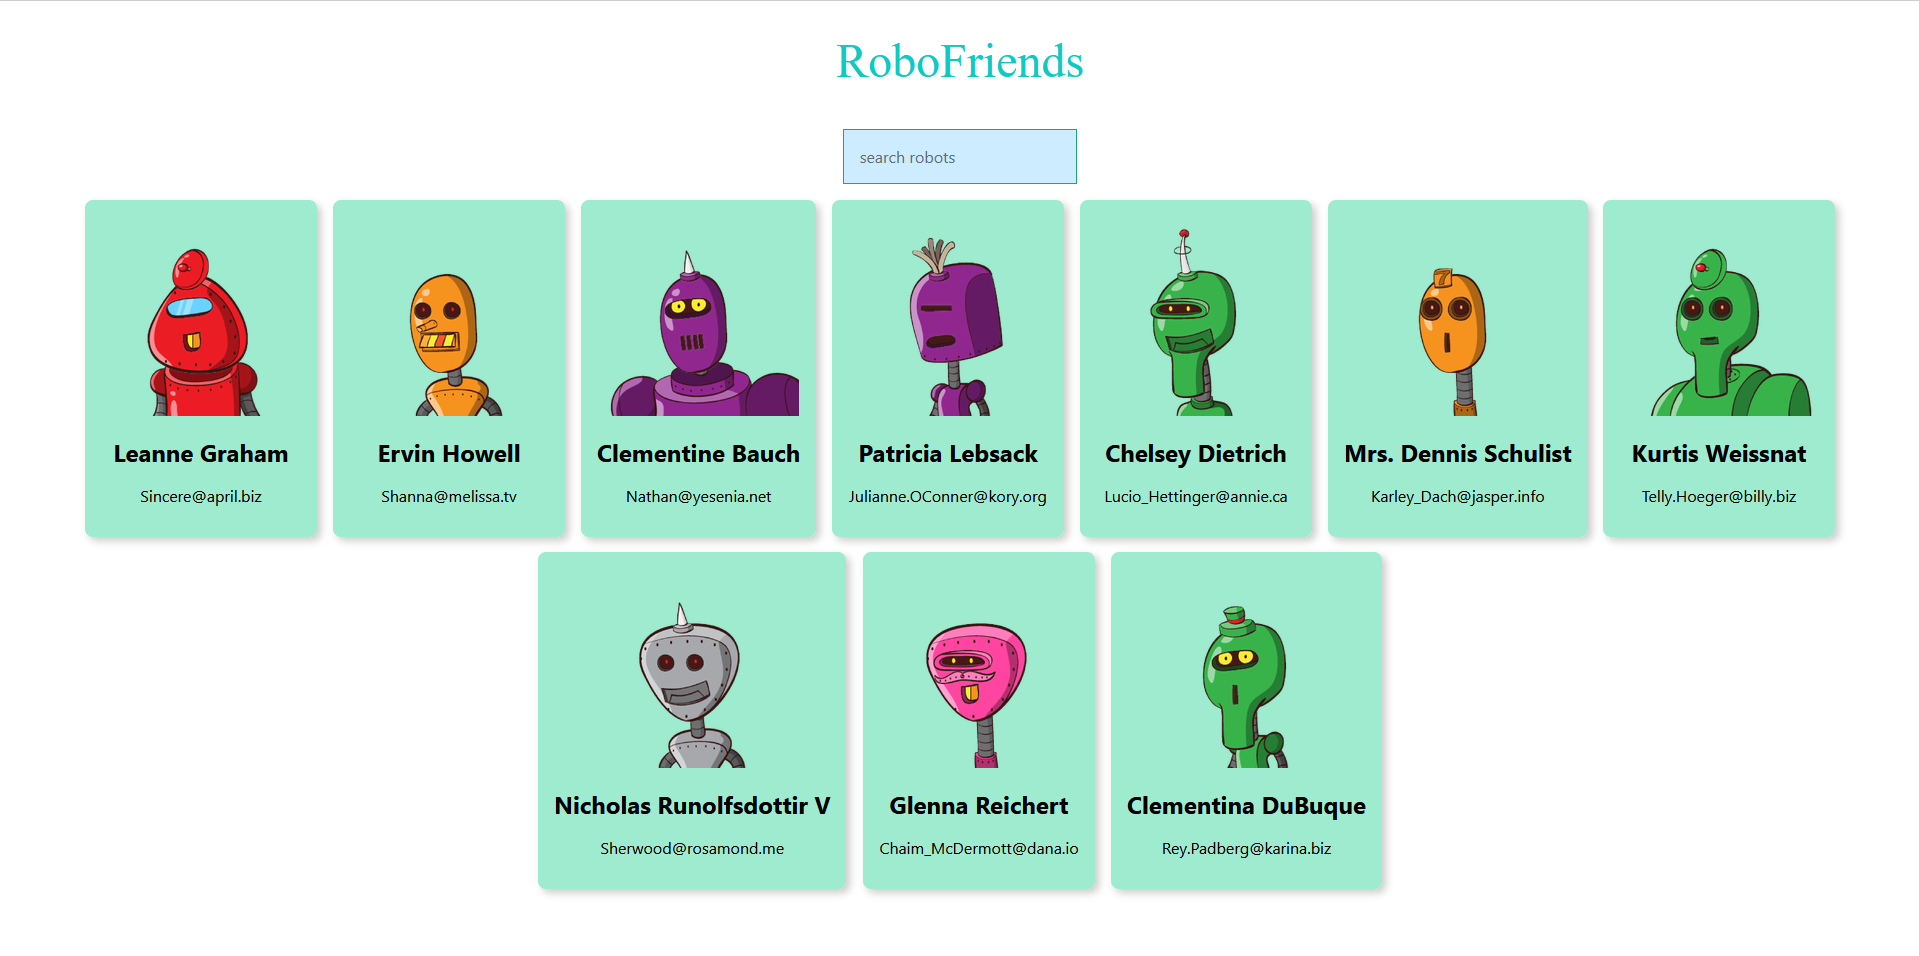 RoboFriends
search robots
Leanne Graham
Sincere@april.biz
Ervin Howell
Shanna@melissa.tv
Clementine Bauch
Nathan@yesenia.net
Patricia Lebsack
Julianne.OConner@kory.org
Chelsey Dietrich
Lucio_Hettinger@annie.ca
7
Mrs. Dennis Schulist
Karley_Dach@jasper.info
Kurtis Weissnat
Telly.Hoeger@billy.biz
Nicholas Runolfsdottir V
Sherwood@rosamond.me
Glenna Reichert
Chaim_McDermott@dana.io
Clementina DuBuque
Rey.Padberg@karina.biz